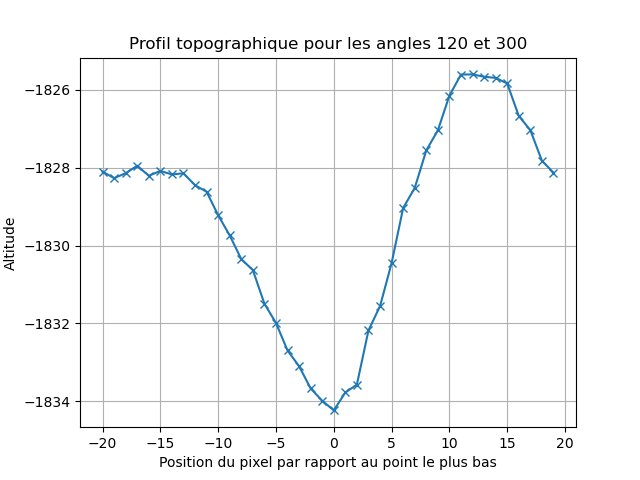 Profil topographique pour les angles 120 et 300
Altitude
−1826
−1828
−1830
−1832
−1834
−20 −15 −10 −5 0 5 10 15 20
Position du pixel par rapport au point le plus bas